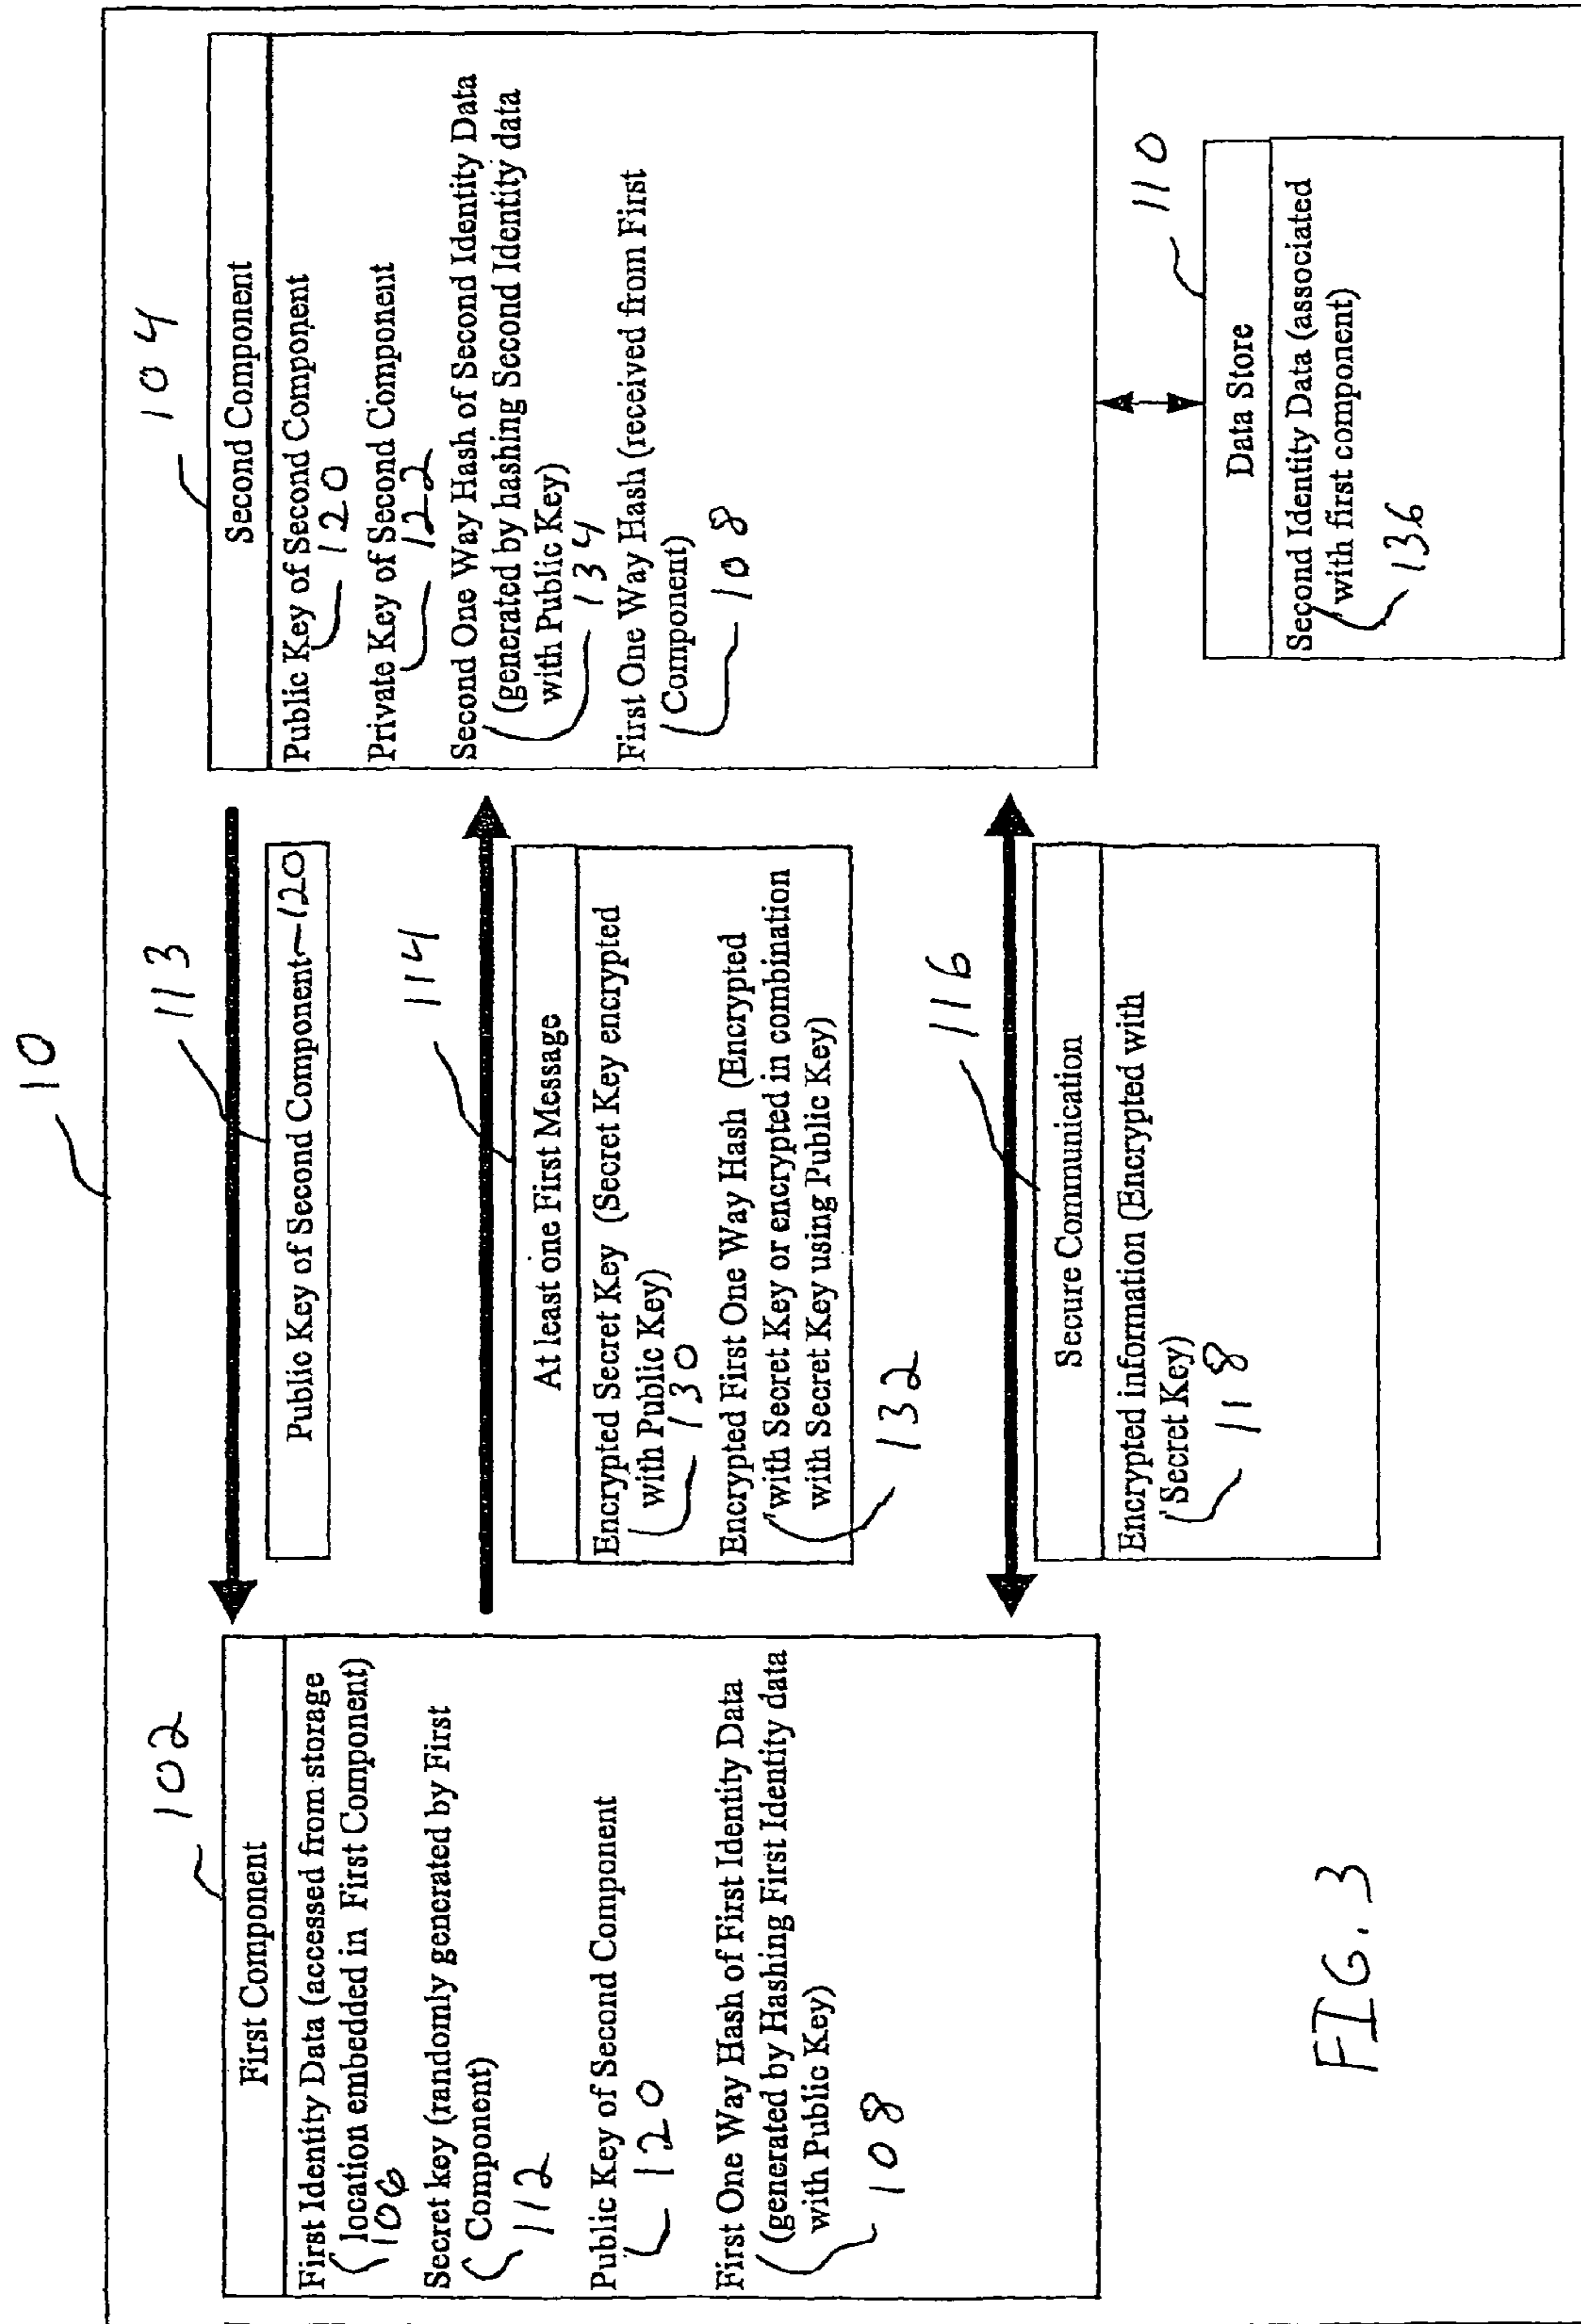 10
102
First Component
First Identity Data (accessed from storage
location embedded in First Component)
106
Secret key (randomly generated by First
Component)
112
Public Key of Second Component
120
First One Way Hash of First Identity Data
(generated by Hashing First Identity data
with Public Key)
108
113
Public Key of Second Component 120
114
At least one First Message
Encrypted Secret Key (Secret Key encrypted
with Public Key)
130
Encrypted First One Way Hash (Encrypted
with Secret Key or encrypted in combination
with Secret Key using Public Key)
132
116
Secure Communication
Encrypted information (Encrypted with
Secret Key)
118
104
Second Component
Public Key of Second Component
120
Private Key of Second Component
122
Second One Way Hash of Second Identity Data
(generated by hashing Second Identity data
with Public Key)
134
First One Way Hash (received from First
Component)
108
110
Data Store
Second Identity Data (associated
with first component)
136
FIG. 3